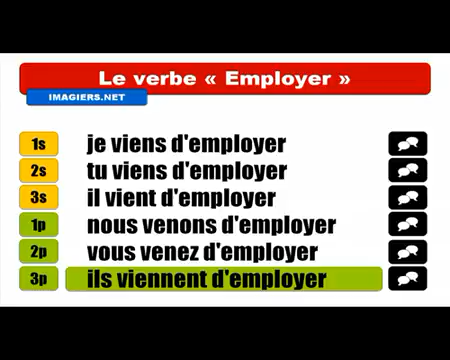 Le verbe « Employer »
IMAGIERS.NET
1s je viens d'employer
2s tu viens d'employer
3s il vient d'employer
1p nous venons d'employer
2p vous venez d'employer
3p ils viennent d'employer